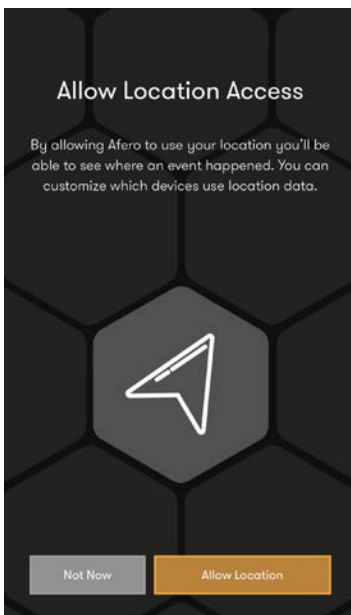 Allow Location Access
By allowing Afero to use your location you'll be
able to see where an event happened. You can
customize which devices use location data.
Not Now
Allow Location